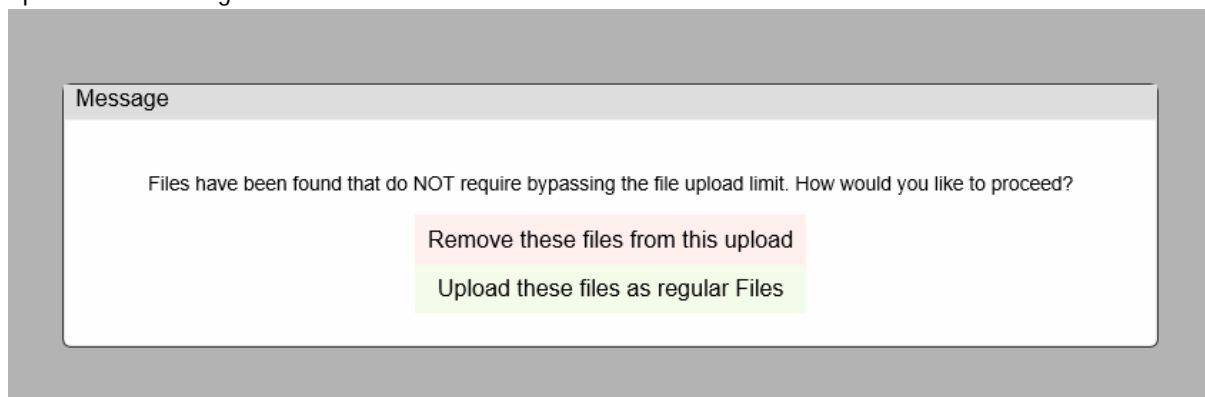 Message
Files have been found that do NOT require bypassing the file upload limit. How would you like to proceed?
Remove these files from this upload
Upload these files as regular Files